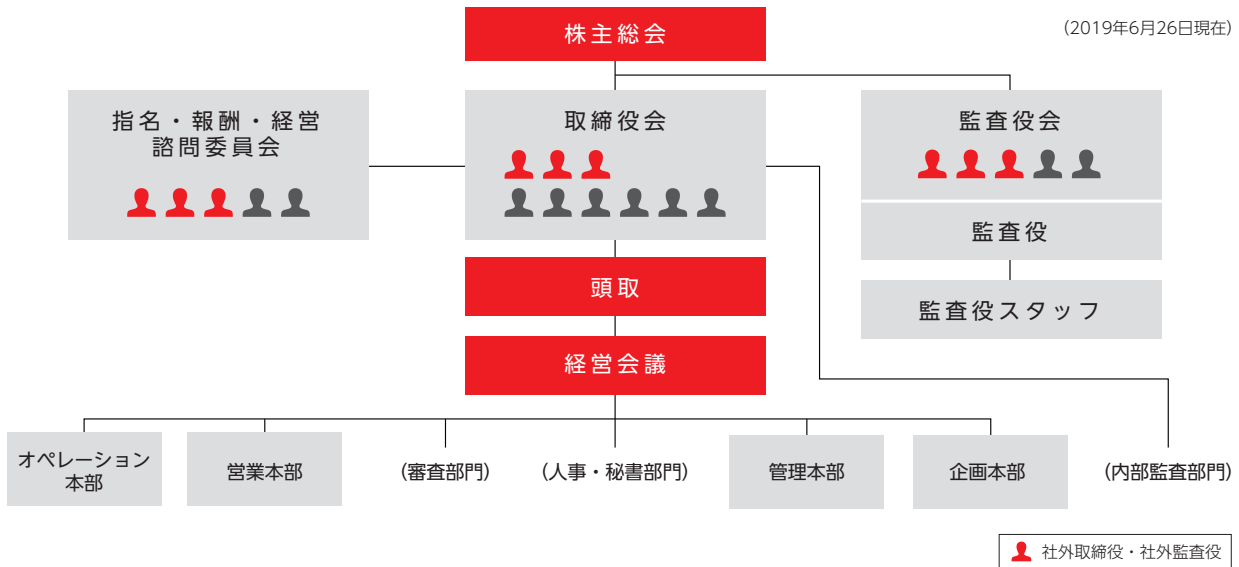 株主総会
(2019年6月26日現在)
指名・報酬・経営
諮問委員会
取締役会
監査役会
監査役
頭取
監査役スタッフ
経営会議
オペレーション
本部
営業本部
(審査部門)
(人事・秘書部門)
管理本部
企画本部
(内部監査部門)
社外取締役・社外監査役